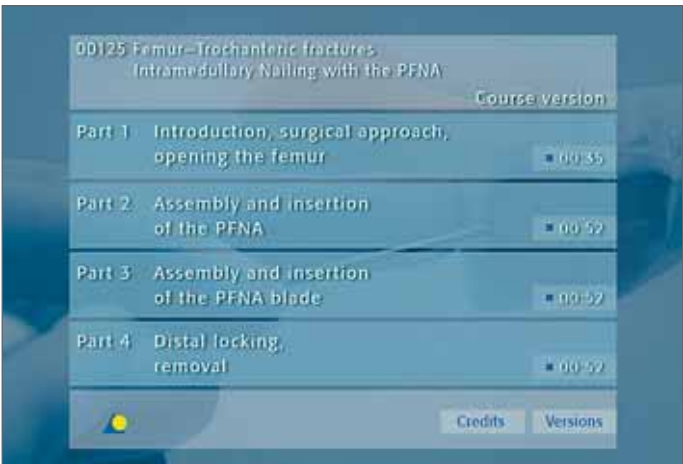 00125 Femur–Trochanteric fractures
Intramedullary Nailing with the PFNA
Course version
Part 1 Introduction, surgical approach,
opening the femur
00:35
Part 2 Assembly and insertion
of the PFNA
00:52
Part 3 Assembly and insertion
of the PFNA blade
00:52
Part 4 Distal locking,
removal
00:52
Credits Versions